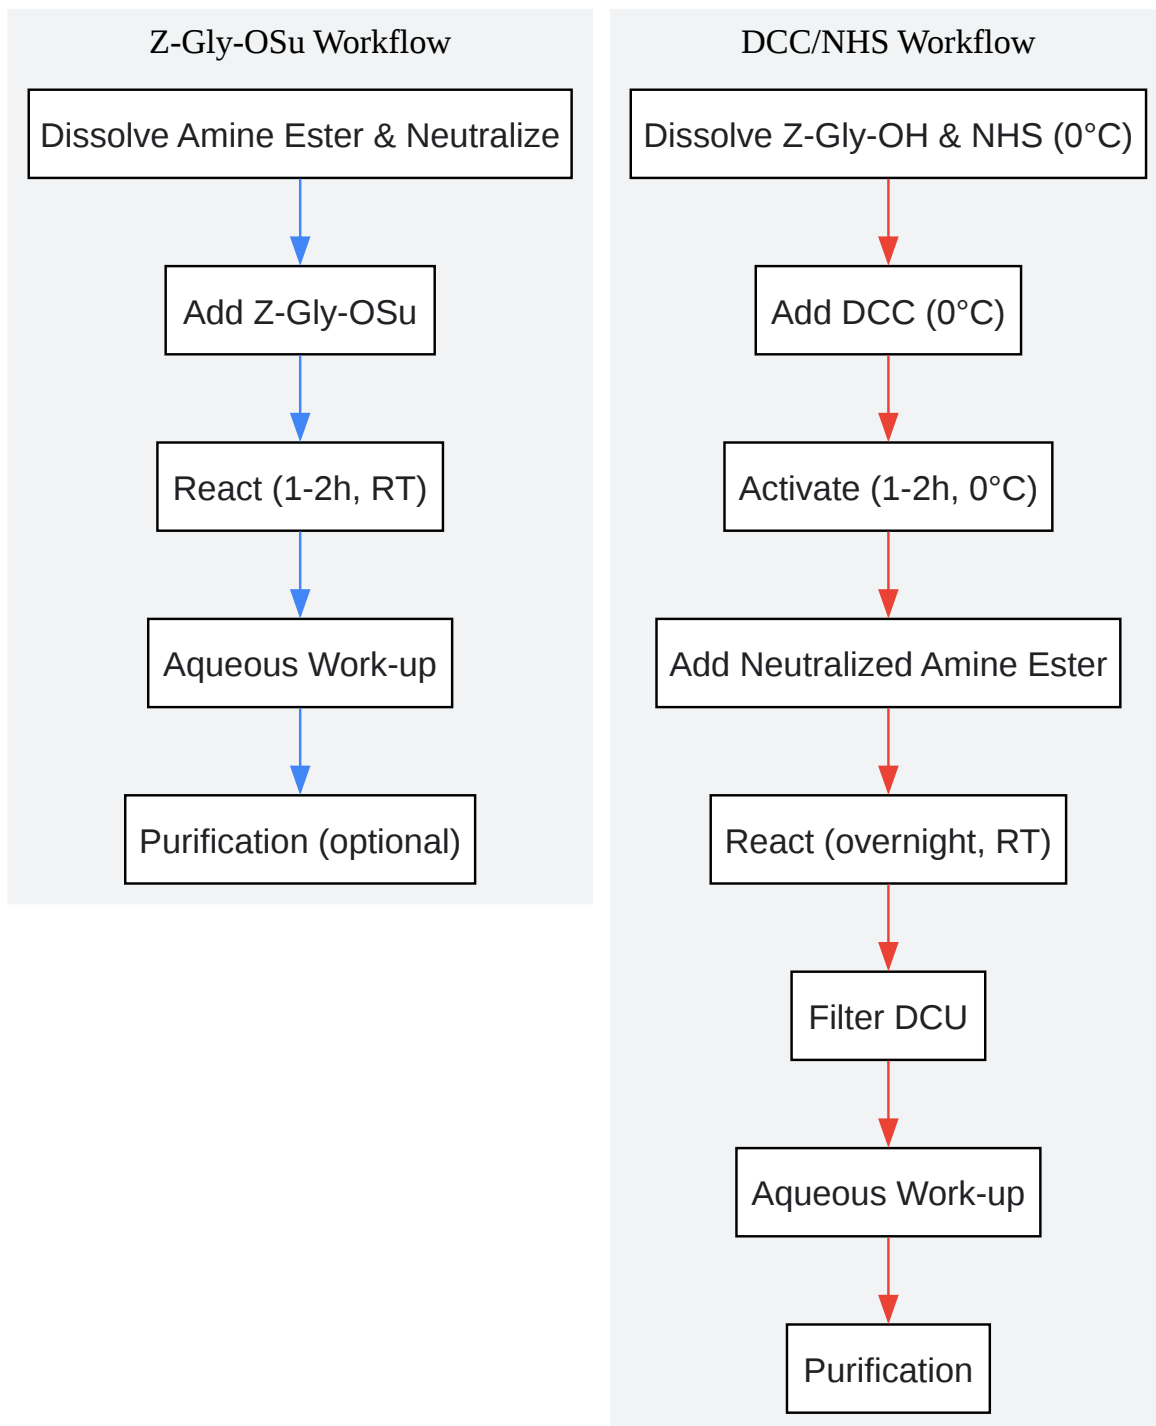 Z-Gly-OSu Workflow
Dissolve Amine Ester & Neutralize
Add Z-Gly-OSu
React (1-2h, RT)
Aqueous Work-up
Purification (optional)
DCC/NHS Workflow
Dissolve Z-Gly-OH & NHS (0°C)
Add DCC (0°C)
Activate (1-2h, 0°C)
Add Neutralized Amine Ester
React (overnight, RT)
Filter DCU
Aqueous Work-up
Purification